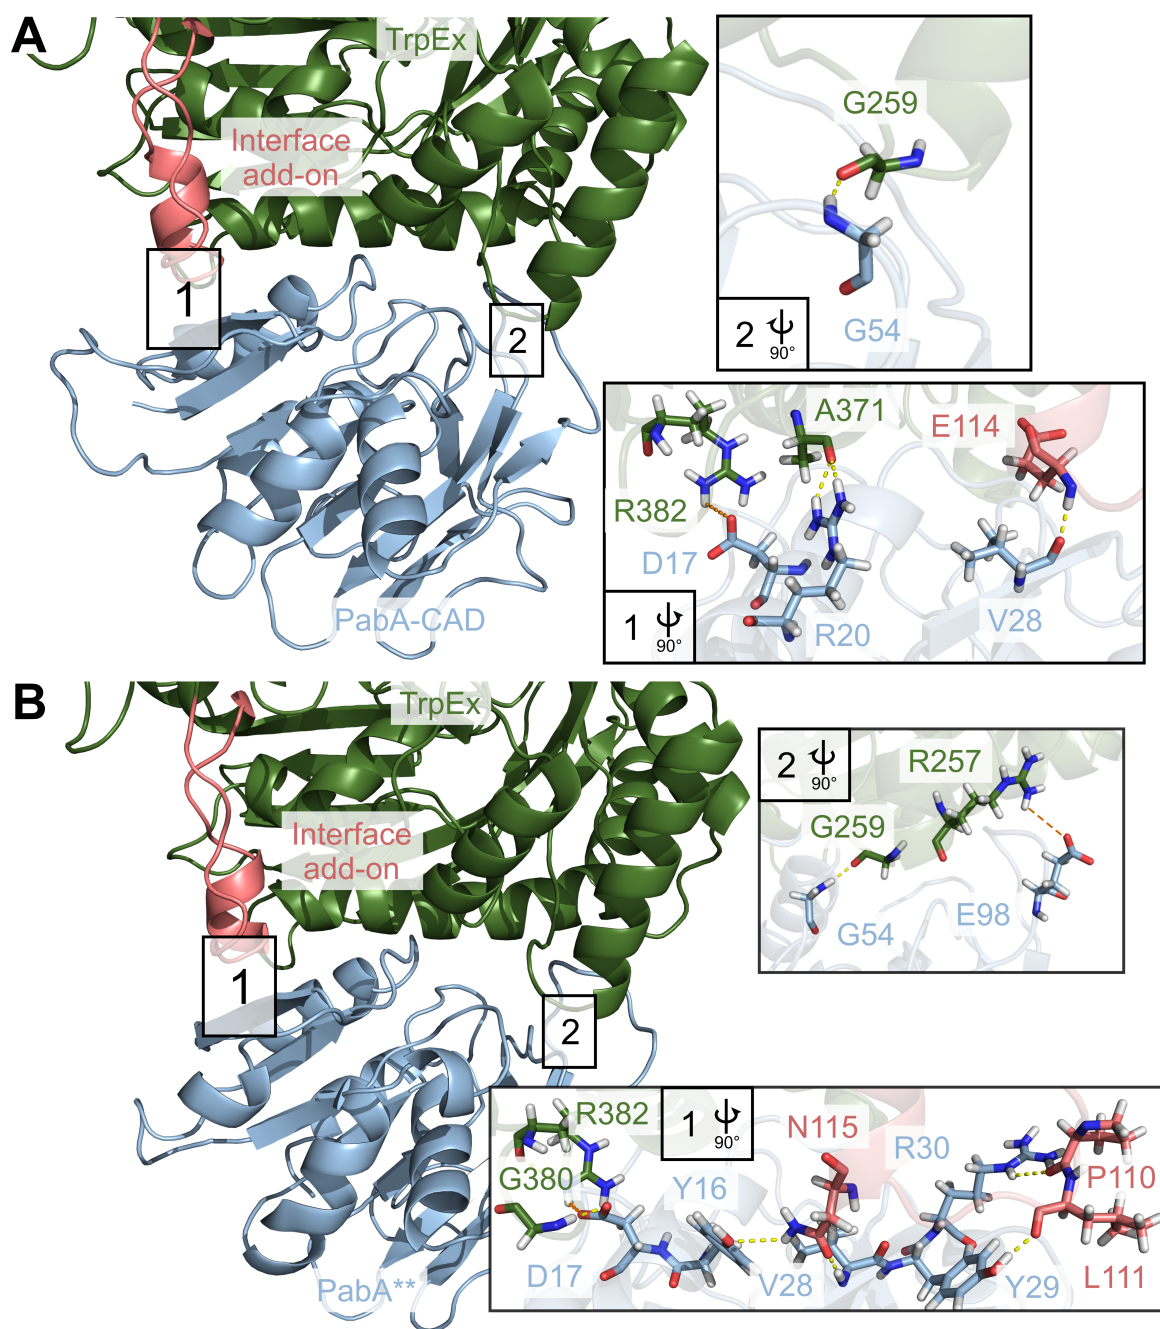 A
TrpEx
Interface
add-on
1
2
PabA-CAD
G259
G54
2
90°
A371
E114
R382
D17
R20
V28
1
90°
B
TrpEx
Interface
add-on
1
2
PabA**
2
90°
R257
G259
G54
E98
R382
1
90°
N115
R30
G380
Y16
P110
D17
V28
Y29
L111